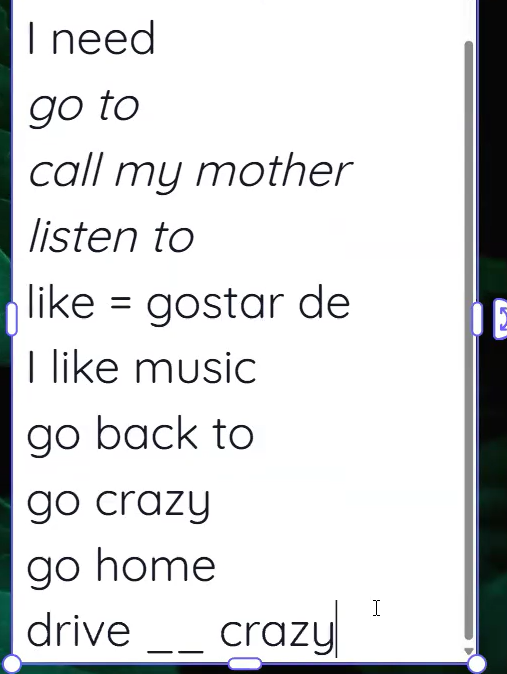 I need
go to
call my mother
listen to
like = gostar de
I like music
go back to
go crazy
go home
drive __ crazy